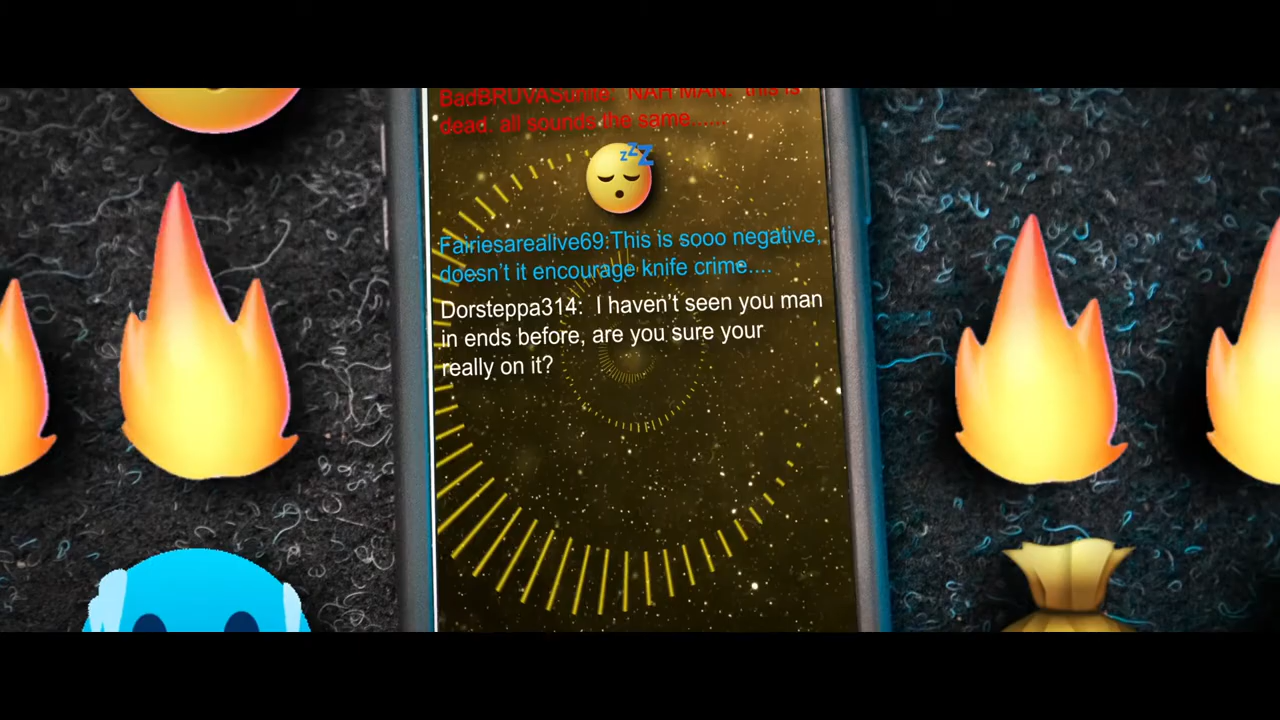 BadBRUVASunite: NAH MAN. this is
dead. all sounds the same......
zzZ
Fairiesarealive69:This is sooo negative,
doesn't it encourage knife crime....
Dorsteppa314: I haven't seen you man
in ends before, are you sure your
really on it?